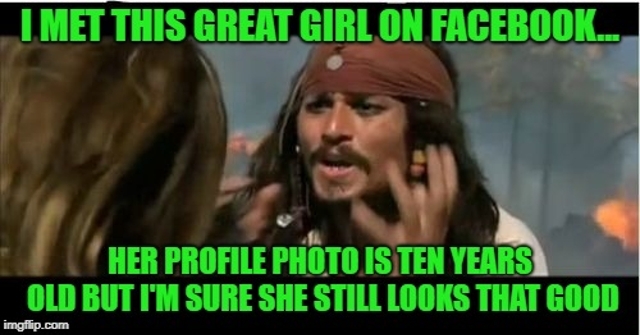 I MET THIS GREAT GIRL ON FACEBOOK...
HER PROFILE PHOTO IS TEN YEARS
OLD BUT I'M SURE SHE STILL LOOKS THAT GOOD
imgflip.com